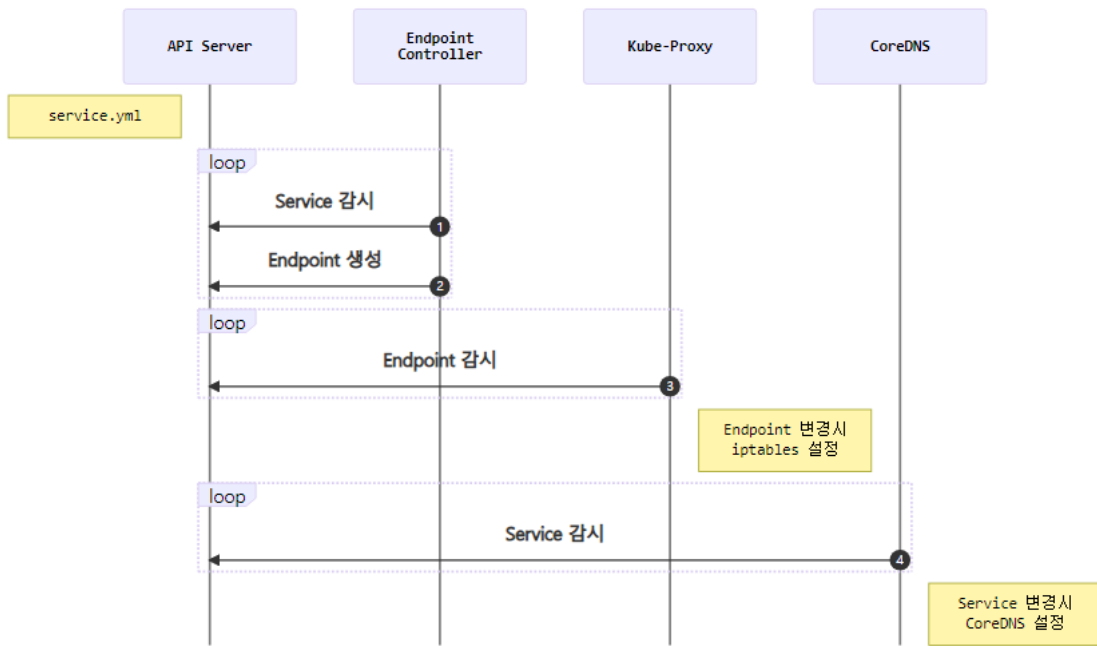 API Server
Endpoint
Controller
Kube-Proxy
CoreDNS
service.yml
loop
Service 감시
1
Endpoint 생성
2
loop
Endpoint 감시
3
Endpoint 변경시
iptables 설정
loop
Service 감시
4
Service 변경시
CoreDNS 설정